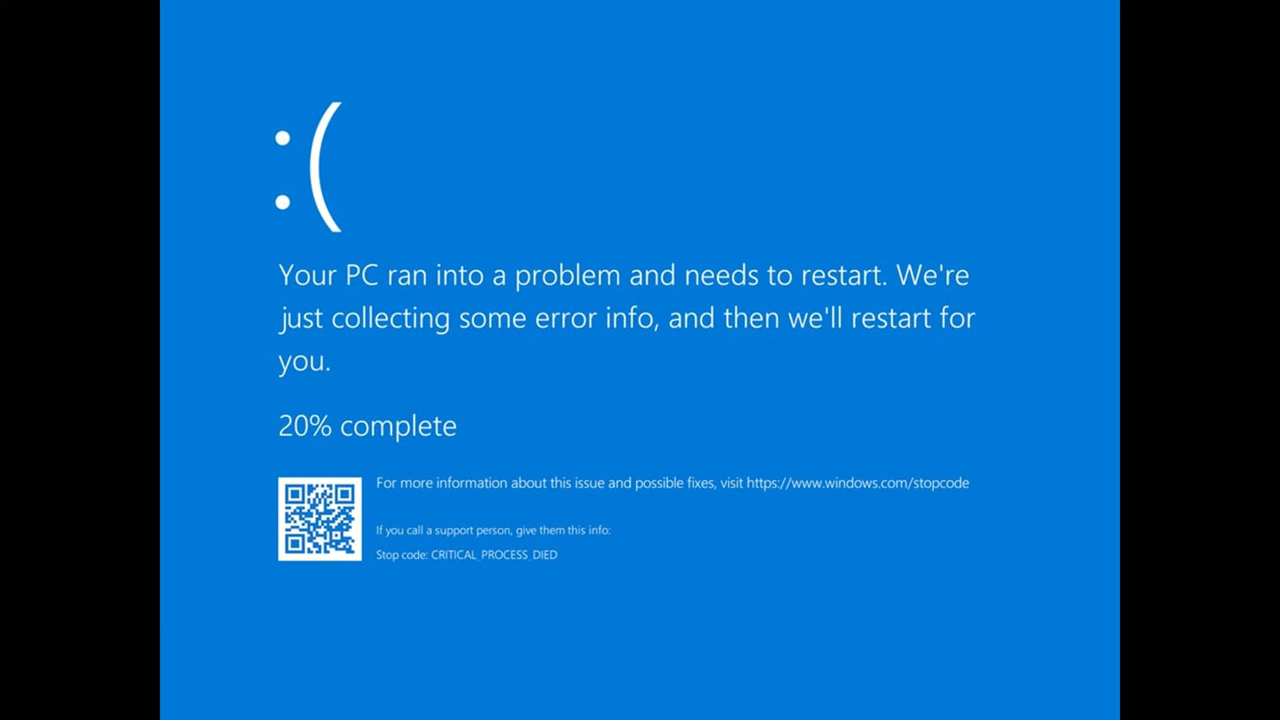 :(
Your PC ran into a problem and needs to restart. We're
just collecting some error info, and then we'll restart for
you.
20% complete
For more information about this issue and possible fixes, visit https://www.windows.com/stopcode
If you call a support person, give them this info:
Stop code: CRITICAL_PROCESS_DIED